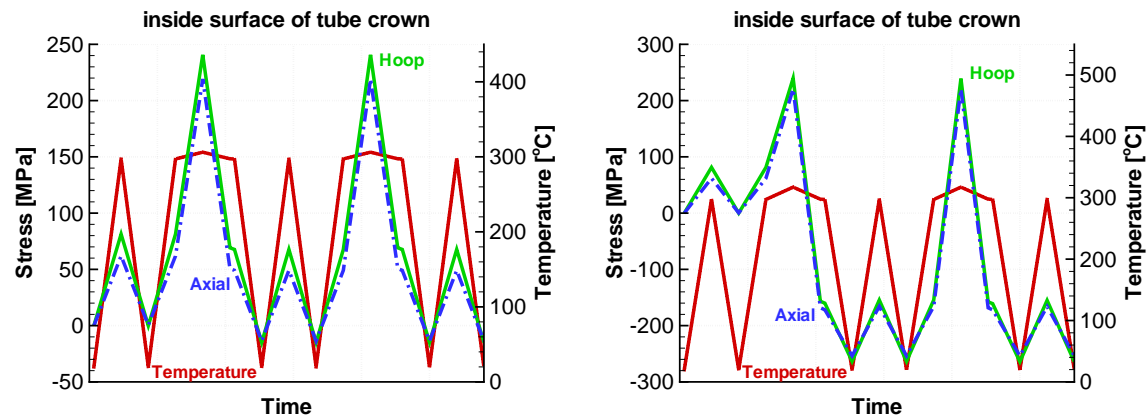 inside surface of tube crown
250
200
150
100
50
0
-50
Stress [MPa]
400
300
200
100
0
Temperature [°C]
Hoop
Axial
Temperature
Time
inside surface of tube crown
300
200
100
0
-100
-200
-300
Stress [MPa]
500
400
300
200
100
0
Temperature [°C]
Hoop
Axial
Temperature
Time